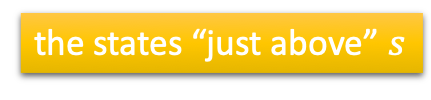 the states “just above” 𝑠